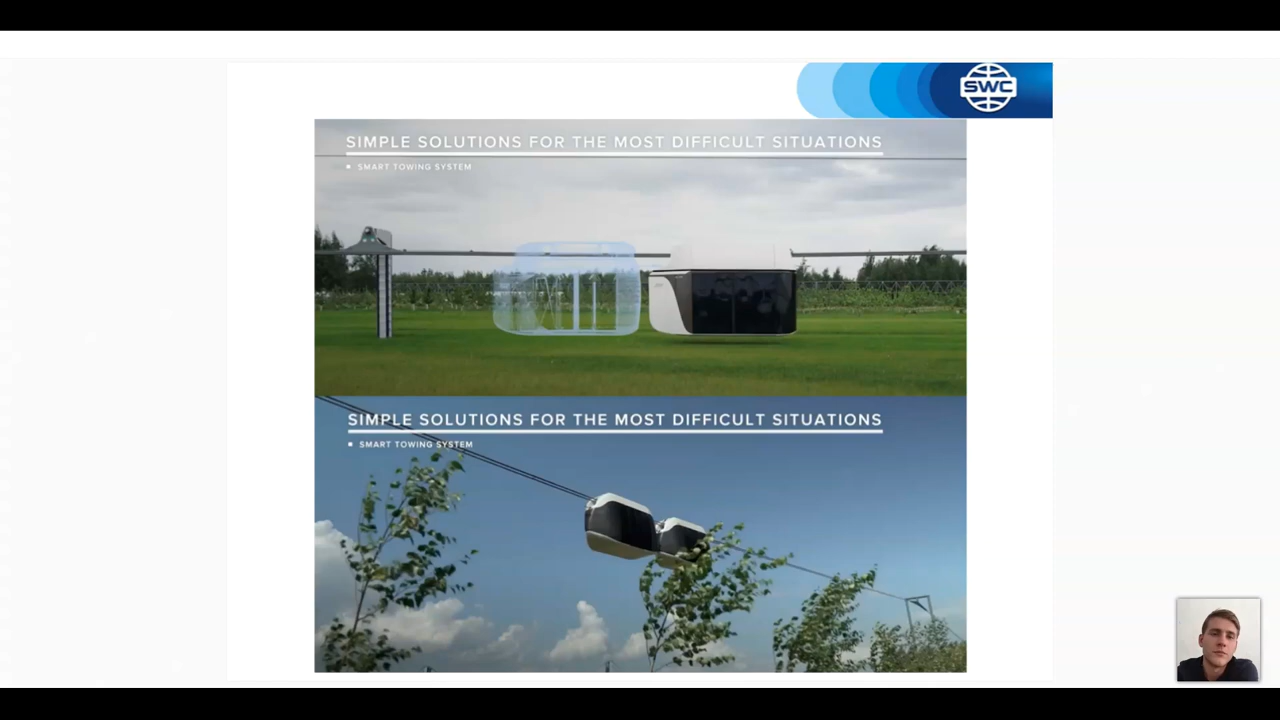 SWC
SIMPLE SOLUTIONS FOR THE MOST DIFFICULT SITUATIONS
SMART TOWING SYSTEM
SIMPLE SOLUTIONS FOR THE MOST DIFFICULT SITUATIONS
SMART TOWING SYSTEM